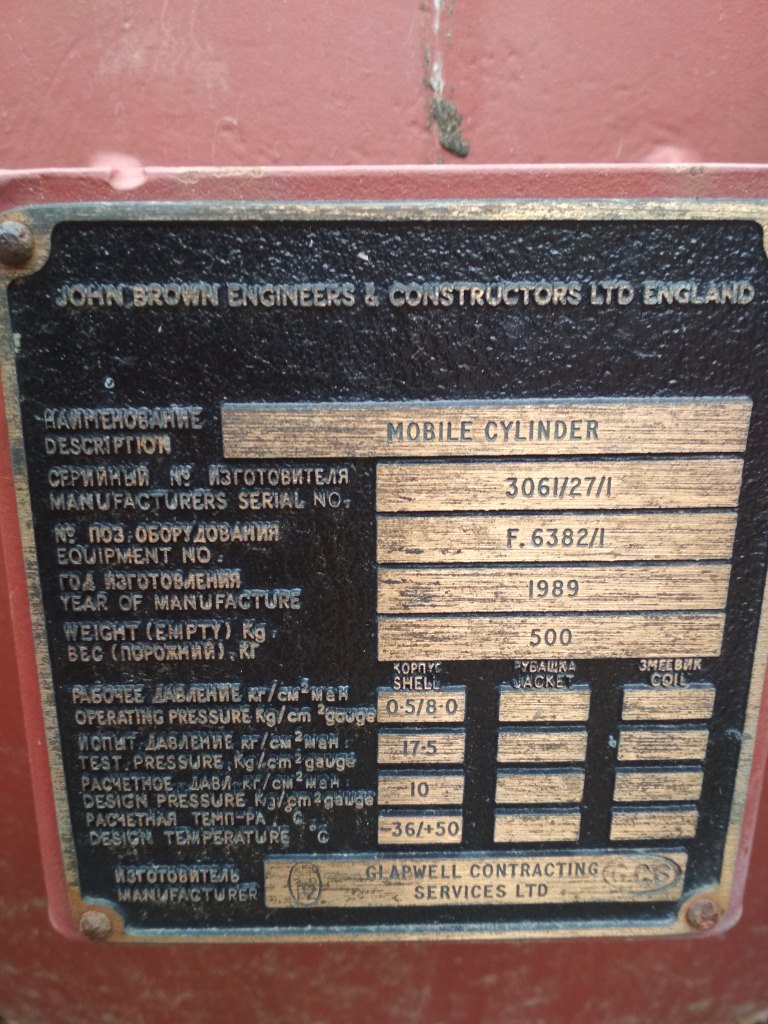 JOHN BROWN ENGINEERS & CONSTRUCTORS LTD ENGLAND
НАИМЕНОВАНИЕ
DESCRIPTION
MOBILE CYLINDER
СЕРИЙНЫЙ № ИЗГОТОВИТЕЛЯ
MANUFACTURERS SERIAL NO.
3061/27/1
№ ПОЗ. ОБОРУДОВАНИЯ
EQUIPMENT NO.
F. 6382/1
ГОД ИЗГОТОВЛЕНИЯ
YEAR OF MANUFACTURE
1989
WEIGHT (EMPTY) Kg.
ВЕС (ПОРОЖНИЙ). КГ
500
КОРПУС РУБАШКА ЗМЕЕВИК
SHELL JACKET COIL
РАБОЧЕЕ ДАВЛЕНИЕ кг/см² ман
OPERATING PRESSURE Kg/cm ² gauge
0·5/8·0
ИСПЫТ. ДАВЛЕНИЕ, кг/см² ман.
TEST. PRESSURE, Kg/cm² gauge
17·5
РАСЧЕТНОЕ ДАВЛ. кг/см² ман.
DESIGN PRESSURE Kg/cm² gauge
10
РАСЧЕТНАЯ ТЕМП-РА, °С
DESIGN TEMPERATURE °C
-36/+50
ИЗГОТОВИТЕЛЬ
MANUFACTURER
GLAPWELL CONTRACTING
SERVICES LTD